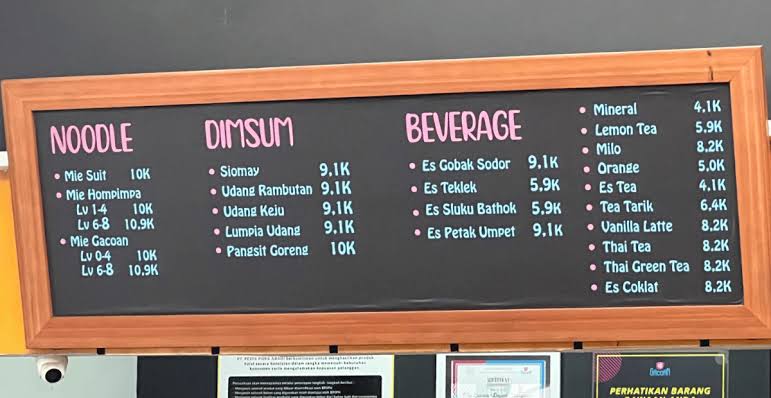 NOODLE
• Mie Suit 10K
• Mie Hompimpa
Lv 1-4 10K
Lv 6-8 10,9K
• Mie Gacoan
Lv 0-4 10K
Lv 6-8 10,9K
DIMSUM
• Siomay 9,1K
• Udang Rambutan 9,1K
• Udang Keju 9,1K
• Lumpia Udang 9,1K
• Pangsit Goreng 10K
BEVERAGE
• Es Gobak Sodor 9,1K
• Es Teklek 5,9K
• Es Sluku Bathok 5,9K
• Es Petak Umpet 9,1K
• Mineral 4,1K
• Lemon Tea 5,9K
• Milo 8,2K
• Orange 5,0K
• Es Tea 4,1K
• Tea Tarik 6,4K
• Vanilla Latte 8,2K
• Thai Tea 8,2K
• Thai Green Tea 8,2K
• Es Coklat 8,2K
Gacoan
PERHATIKAN BARANG